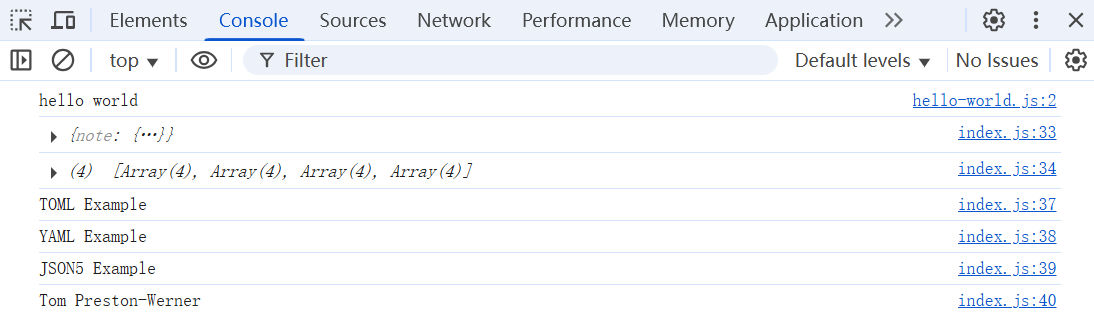 Elements Console Sources Network Performance Memory Application
top Filter Default levels No Issues
hello world hello-world.js:2
{note: {…}} index.js:33
(4) [Array(4), Array(4), Array(4), Array(4)] index.js:34
TOML Example index.js:37
YAML Example index.js:38
JSON5 Example index.js:39
Tom Preston-Werner index.js:40